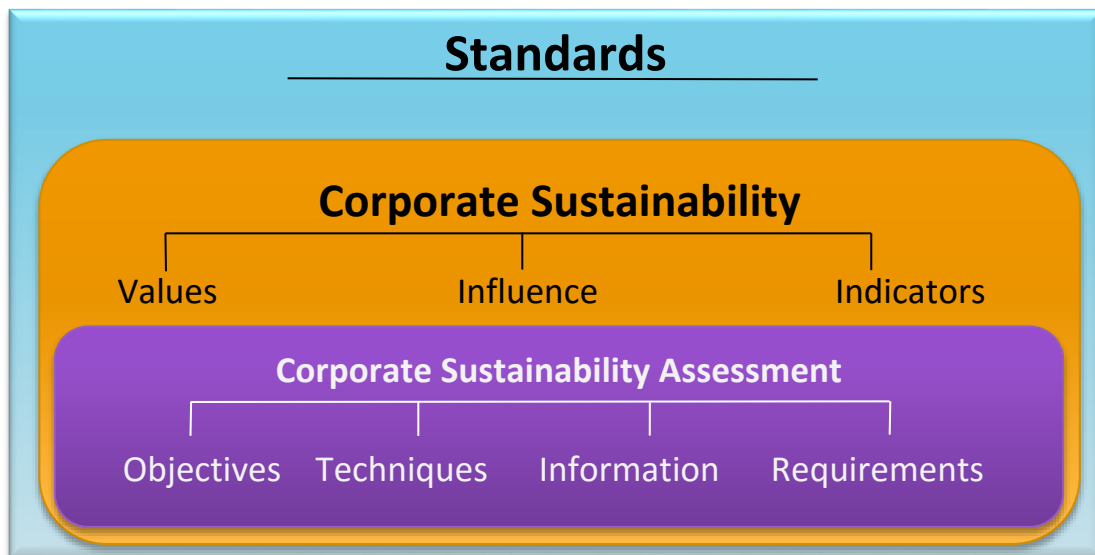 Standards
Corporate Sustainability
Values Influence Indicators
Corporate Sustainability Assessment
Objectives Techniques Information Requirements